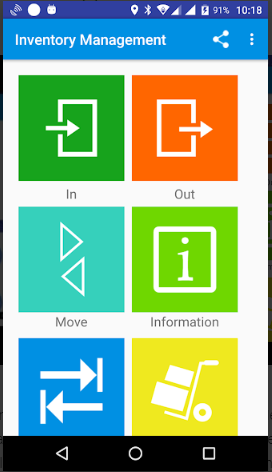 91% 10:18
Inventory Management
In Out
Move Information